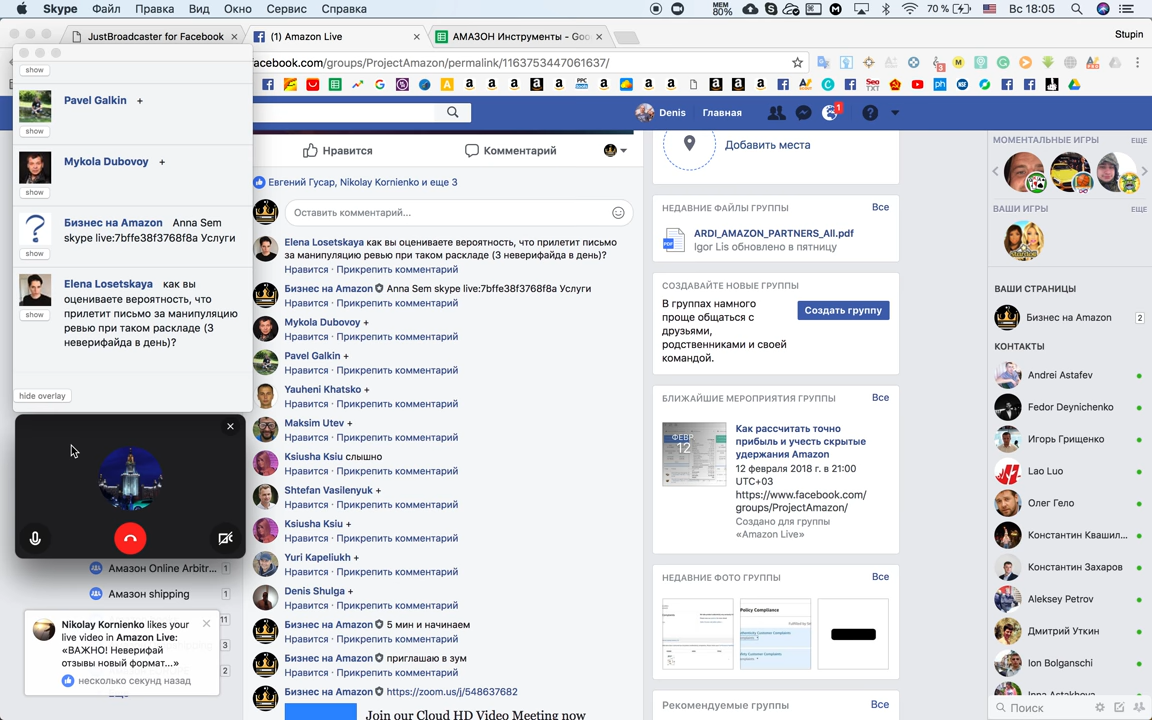 Skype Файл Правка Вид Окно Сервис Справка
MEM 80%
70 %
Вс 18:05
JustBroadcaster for Facebook
(1) Amazon Live
АМАЗОН Инструменты - Goo
Stupin
acebook.com/groups/ProjectAmazon/permalink/1163753447061637/
Denis
Главная
1
show
Pavel Galkin +
show
Mykola Dubovoy +
show
Бизнес на Amazon Anna Sem
skype live:7bffe38f3768f8a Услуги
show
Elena Losetskaya как вы
оцениваете вероятность, что
прилетит письмо за
манипуляцию
ревью при таком раскладе (3
неверифайда в день)?
show
hide overlay
Амазон Online Arbitr... 1
Амазон shipping 1
11
3
2
Nikolay Kornienko likes your
live video in Amazon Live:
«ВАЖНО! Неверифай
отзывы новый формат...»
несколько секунд назад
Нравится
Комментарий
Евгений Гусар, Nikolay Kornienko и еще 3
Оставить комментарий...
Elena Losetskaya как вы оцениваете вероятность, что прилетит письмо
за манипуляцию ревью при таком раскладе (3 неверифайда в день)?
Нравится · Прикрепить комментарий
Бизнес на Amazon Anna Sem skype live:7bffe38f3768f8a Услуги
Нравится · Прикрепить комментарий
Mykola Dubovoy +
Нравится · Прикрепить комментарий
Pavel Galkin +
Нравится · Прикрепить комментарий
Yauheni Khatsko +
Нравится · Прикрепить комментарий
Maksim Utev +
Нравится · Прикрепить комментарий
Ksiusha Ksiu слышно
Нравится · Прикрепить комментарий
Shtefan Vasilenyuk +
Нравится · Прикрепить комментарий
Ksiusha Ksiu +
Нравится · Прикрепить комментарий
Yuri Kapeliukh +
Нравится · Прикрепить комментарий
Denis Shulga +
Нравится · Прикрепить комментарий
Бизнес на Amazon 5 мин и начинаем
Нравится · Прикрепить комментарий
Бизнес на Amazon приглашаю в зум
Нравится · Прикрепить комментарий
Бизнес на Amazon https://zoom.us/j/548637682
Join our Cloud HD Video Meeting now
Добавить места
НЕДАВНИЕ ФАЙЛЫ ГРУППЫ Все
ARDI_AMAZON_PARTNERS_All.pdf
Igor Lis обновлено в пятницу
СОЗДАВАЙТЕ НОВЫЕ ГРУППЫ
В группах намного
проще общаться с
друзьями,
родственниками и своей
командой.
Создать группу
БЛИЖАЙШИЕ МЕРОПРИЯТИЯ ГРУППЫ Все
ФЕВР.
12
Как рассчитать точно
прибыль и учесть скрытые
удержания Amazon
12 февраля 2018 г. в 21:00
UTC+03
https://www.facebook.com/
groups/ProjectAmazon/
Создано для группы
«Amazon Live»
НЕДАВНИЕ ФОТО ГРУППЫ Все
Policy Compliance
Рекомендуемые группы Все
МОМЕНТАЛЬНЫЕ ИГРЫ ЕЩЕ
ВАШИ ИГРЫ ЕЩЕ
ВАШИ СТРАНИЦЫ
Бизнес на Amazon 2
КОНТАКТЫ
Andrei Astafev
Fedor Deynichenko
Игорь Грищенко
Lao Luo
Олег Гело
Константин Квашил...
Константин Захаров
Aleksey Petrov
Дмитрий Уткин
Ion Bolganschi
Inna Astakhova
Поиск